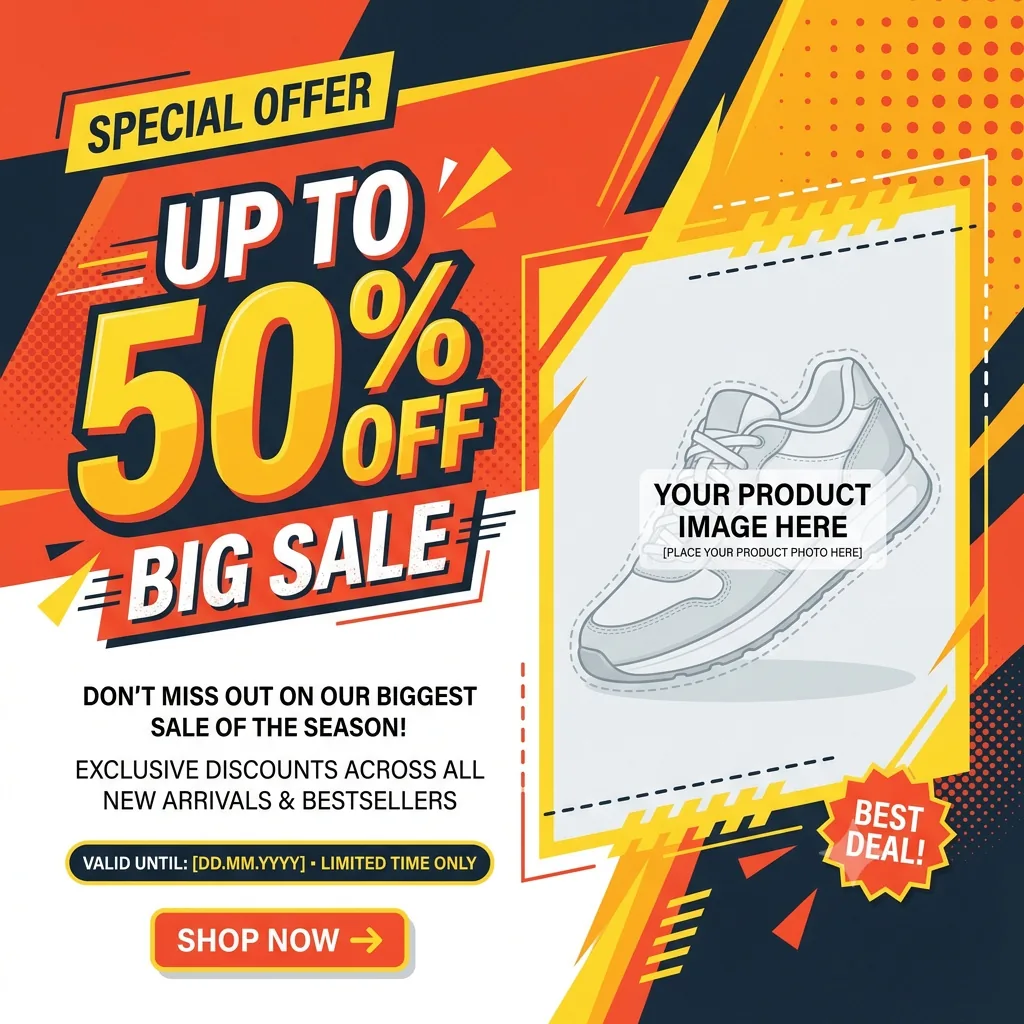 SPECIAL OFFER
UP TO
50%
OFF
BIG SALE
DON'T MISS OUT ON OUR BIGGEST
SALE OF THE SEASON!
EXCLUSIVE DISCOUNTS ACROSS ALL
NEW ARRIVALS & BESTSELLERS
VALID UNTIL: [DD.MM.YYYY] • LIMITED TIME ONLY
SHOP NOW →
YOUR PRODUCT
IMAGE HERE
[PLACE YOUR PRODUCT PHOTO HERE]
BEST
DEAL!